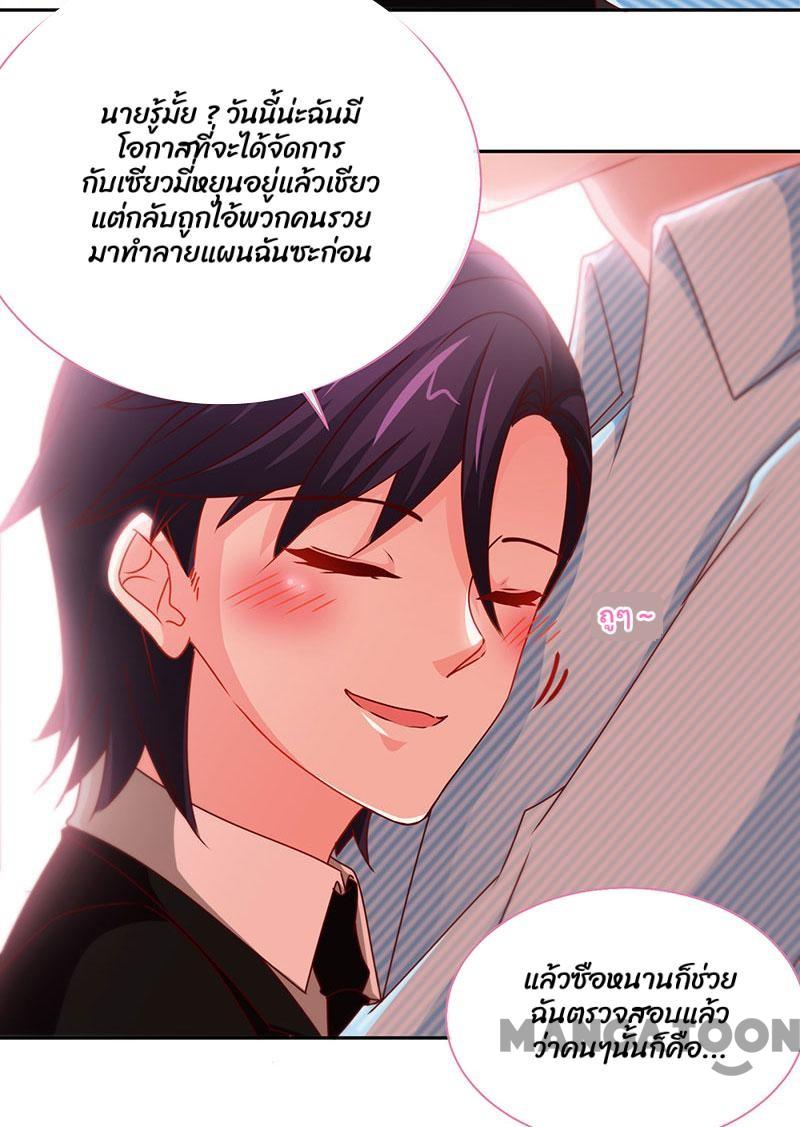 นายรู้มั้ย ? วันนี้น่ะฉันมี
โอกาสที่จะได้จัดการ
กับเซียวมี่หยุนอยู่แล้วเชียว
แต่กลับถูกไอ้พวกคนรวย
มาทำลายแผนฉันซะก่อน
ถูๆ~
แล้วซือหนานก็ช่วย
ฉันตรวจสอบแล้ว
ว่าคนๆนั้นก็คือ...
MANGATOON